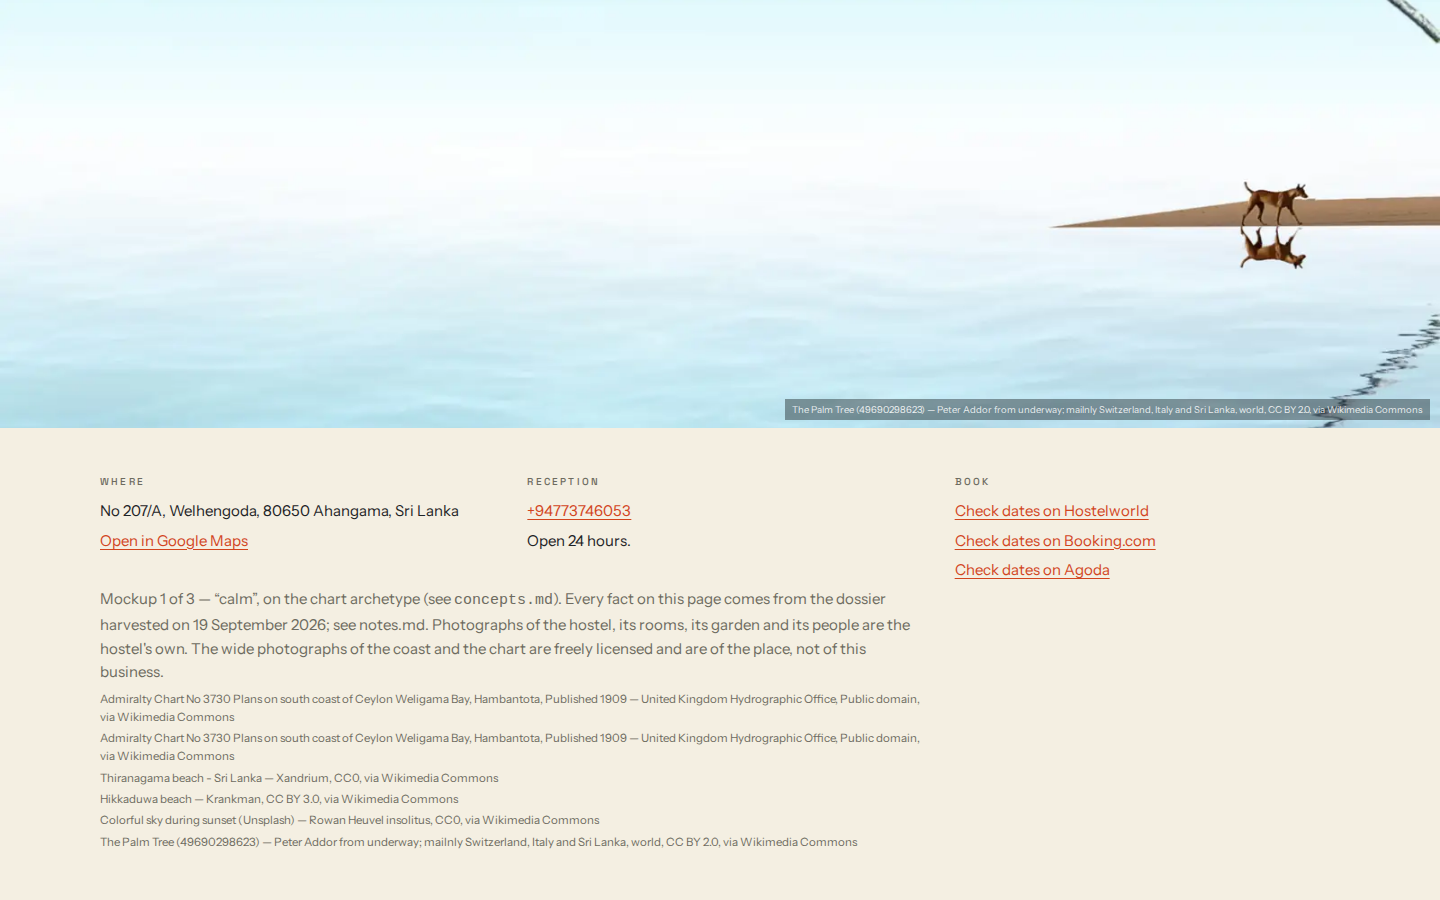 The Palm Tree (49690298623) — Peter Addor from underway; mailnly Switzerland, Italy and Sri Lanka, world, CC BY 2.0, via Wikimedia Commons
WHERE
No 207/A, Welhengoda, 80650 Ahangama, Sri Lanka
Open in Google Maps
RECEPTION
+94773746053
Open 24 hours.
BOOK
Check dates on Hostelworld
Check dates on Booking.com
Check dates on Agoda
Mockup 1 of 3 — “calm”, on the chart archetype (see concepts.md). Every fact on this page comes from the dossier
harvested on 19 September 2026; see notes.md. Photographs of the hostel, its rooms, its garden and its people are the
hostel's own. The wide photographs of the coast and the chart are freely licensed and are of the place, not of this
business.
Admiralty Chart No 3730 Plans on south coast of Ceylon Weligama Bay, Hambantota, Published 1909 — United Kingdom Hydrographic Office, Public domain,
via Wikimedia Commons
Admiralty Chart No 3730 Plans on south coast of Ceylon Weligama Bay, Hambantota, Published 1909 — United Kingdom Hydrographic Office, Public domain,
via Wikimedia Commons
Thiranagama beach - Sri Lanka — Xandrium, CC0, via Wikimedia Commons
Hikkaduwa beach — Krankman, CC BY 3.0, via Wikimedia Commons
Colorful sky during sunset (Unsplash) — Rowan Heuvel insolitus, CC0, via Wikimedia Commons
The Palm Tree (49690298623) — Peter Addor from underway; mailnly Switzerland, Italy and Sri Lanka, world, CC BY 2.0, via Wikimedia Commons